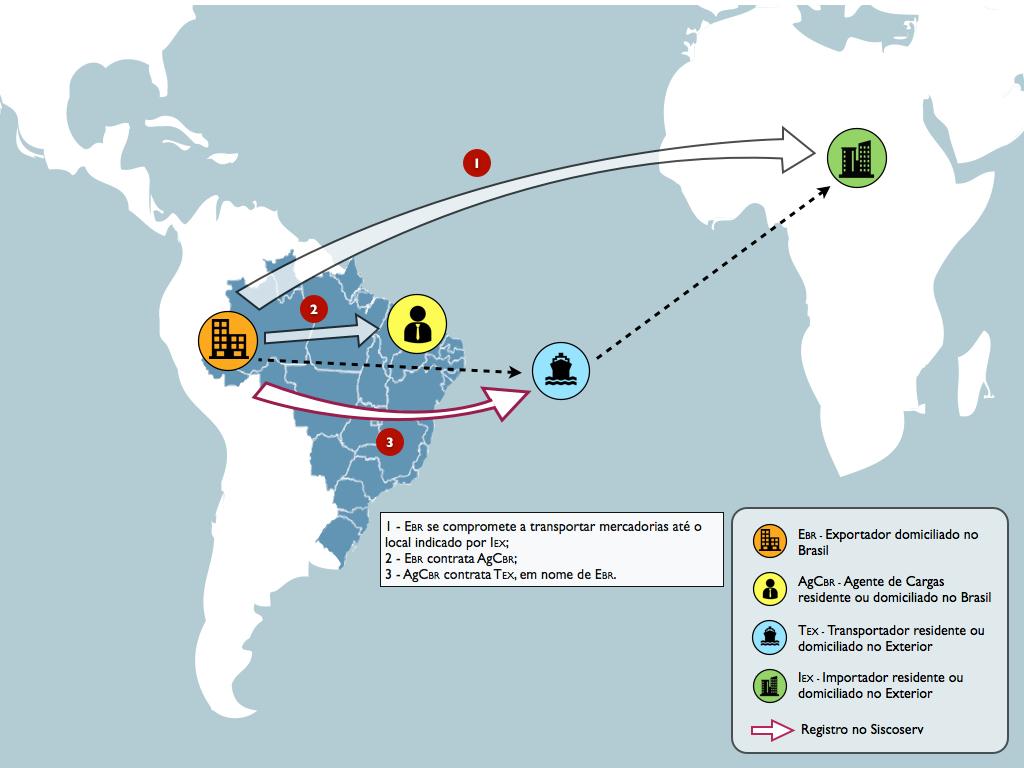 1
2
3
1 - EBR se compromete a transportar mercadorias até o
local indicado por IEX;
2 - EBR contrata AgCBR;
3 - AgCBR contrata TEX, em nome de EBR.
EBR - Exportador domiciliado no
Brasil
AgCBR - Agente de Cargas
residente ou domiciliado no Brasil
TEX - Transportador residente ou
domiciliado no Exterior
IEX - Importador residente ou
domiciliado no Exterior
Registro no Siscoserv